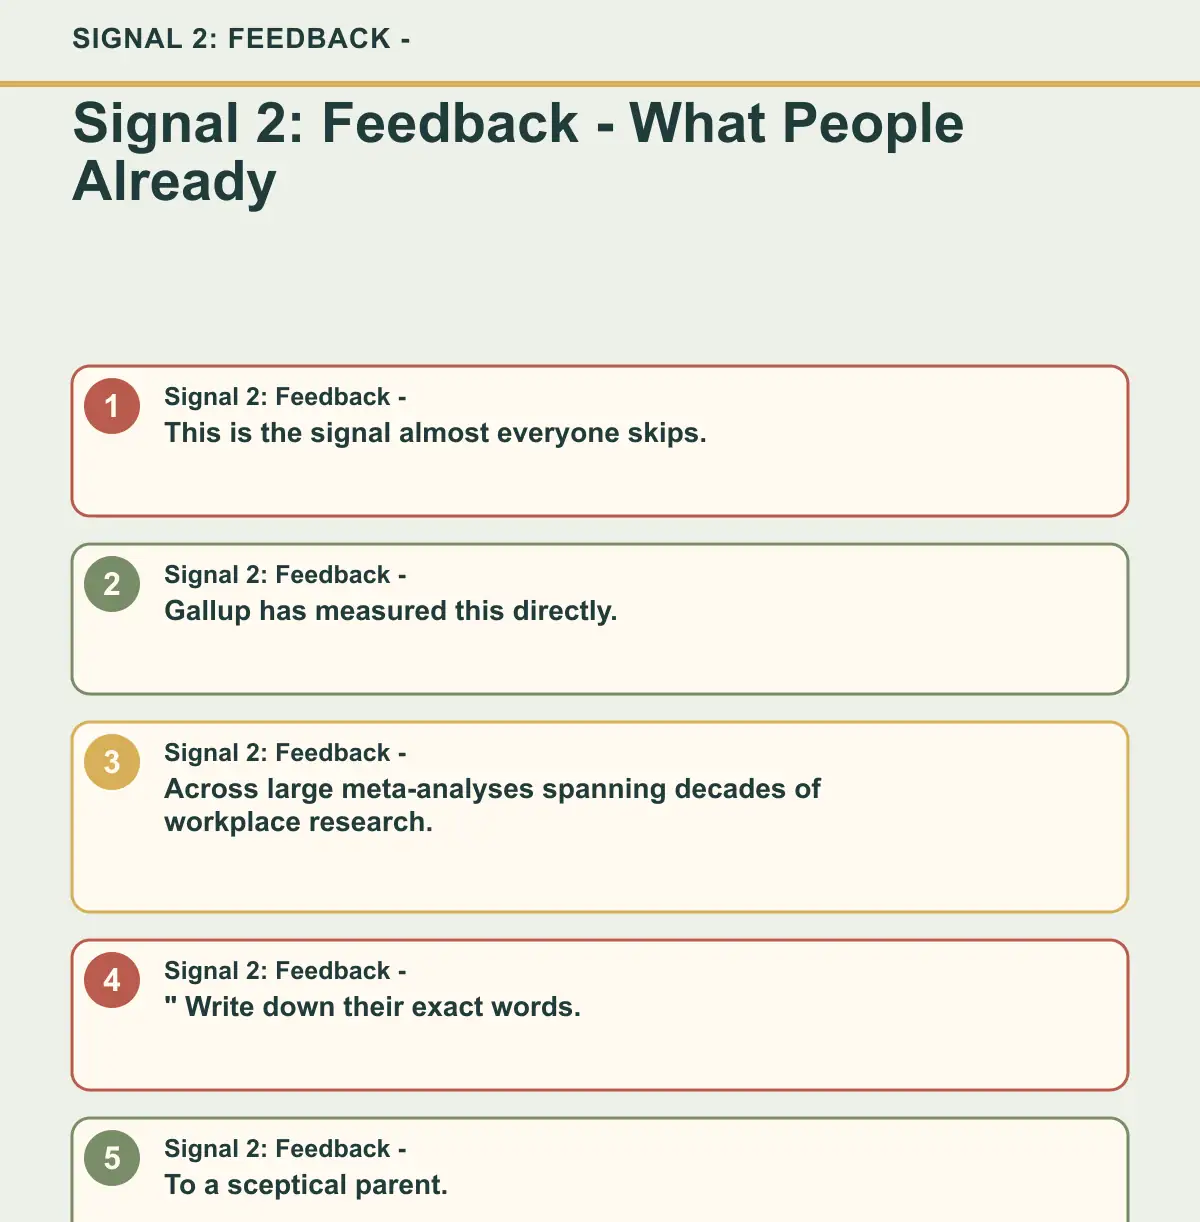 SIGNAL 2: FEEDBACK -
Signal 2: Feedback - What People
Already
1
Signal 2: Feedback -
This is the signal almost everyone skips.
2
Signal 2: Feedback -
Gallup has measured this directly.
3
Signal 2: Feedback -
Across large meta-analyses spanning decades of
workplace research.
4
Signal 2: Feedback -
" Write down their exact words.
5
Signal 2: Feedback -
To a sceptical parent.